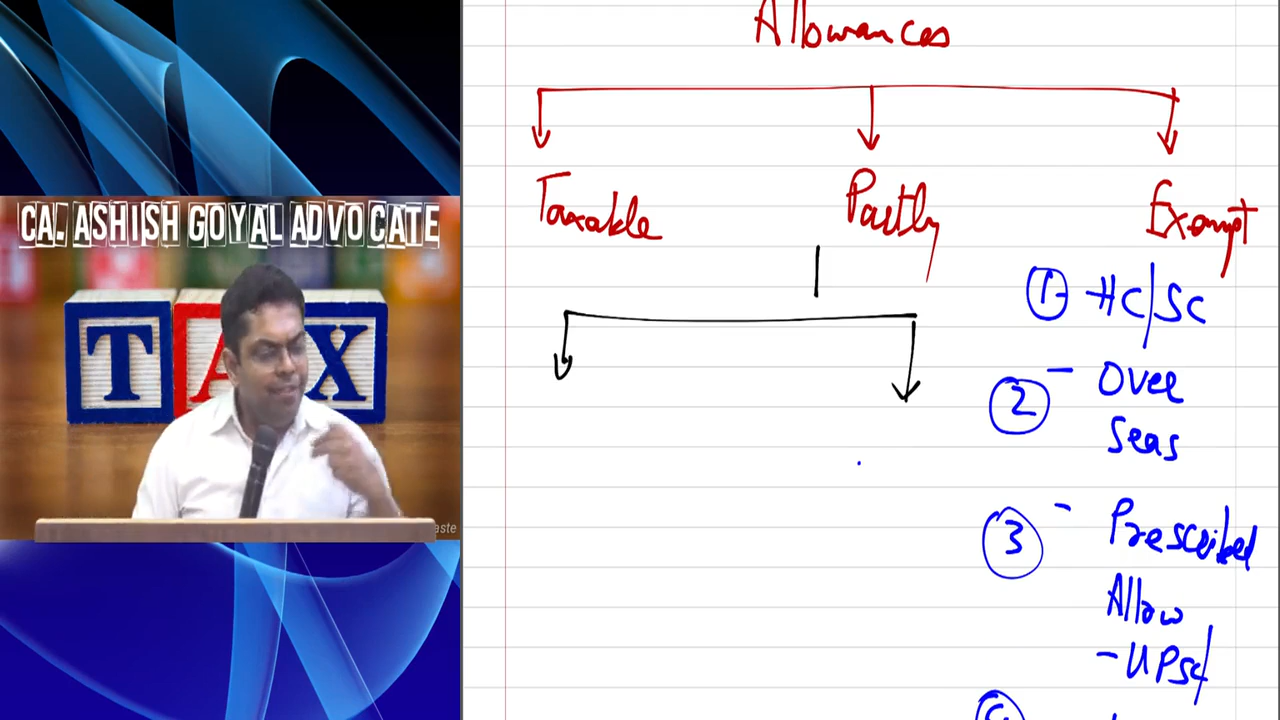 Allowances
CA. ASHISH GOYAL ADVOCATE
TAX
Taxable
Partly
Exempt
① HC/SC
② - Over
Seas
③ - Prescribed
Allow
- UPSC/